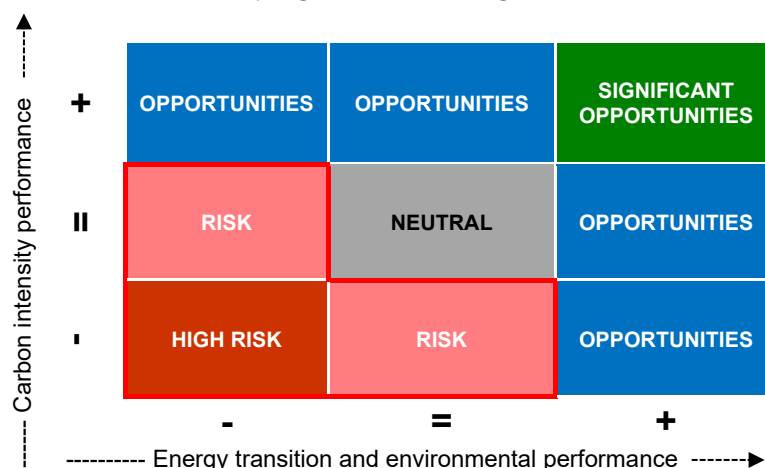 Carbon intensity performance
+
OPPORTUNITIES
OPPORTUNITIES
SIGNIFICANT
OPPORTUNITIES
=
RISK
NEUTRAL
OPPORTUNITIES
-
HIGH RISK
RISK
OPPORTUNITIES
- = +
Energy transition and environmental performance